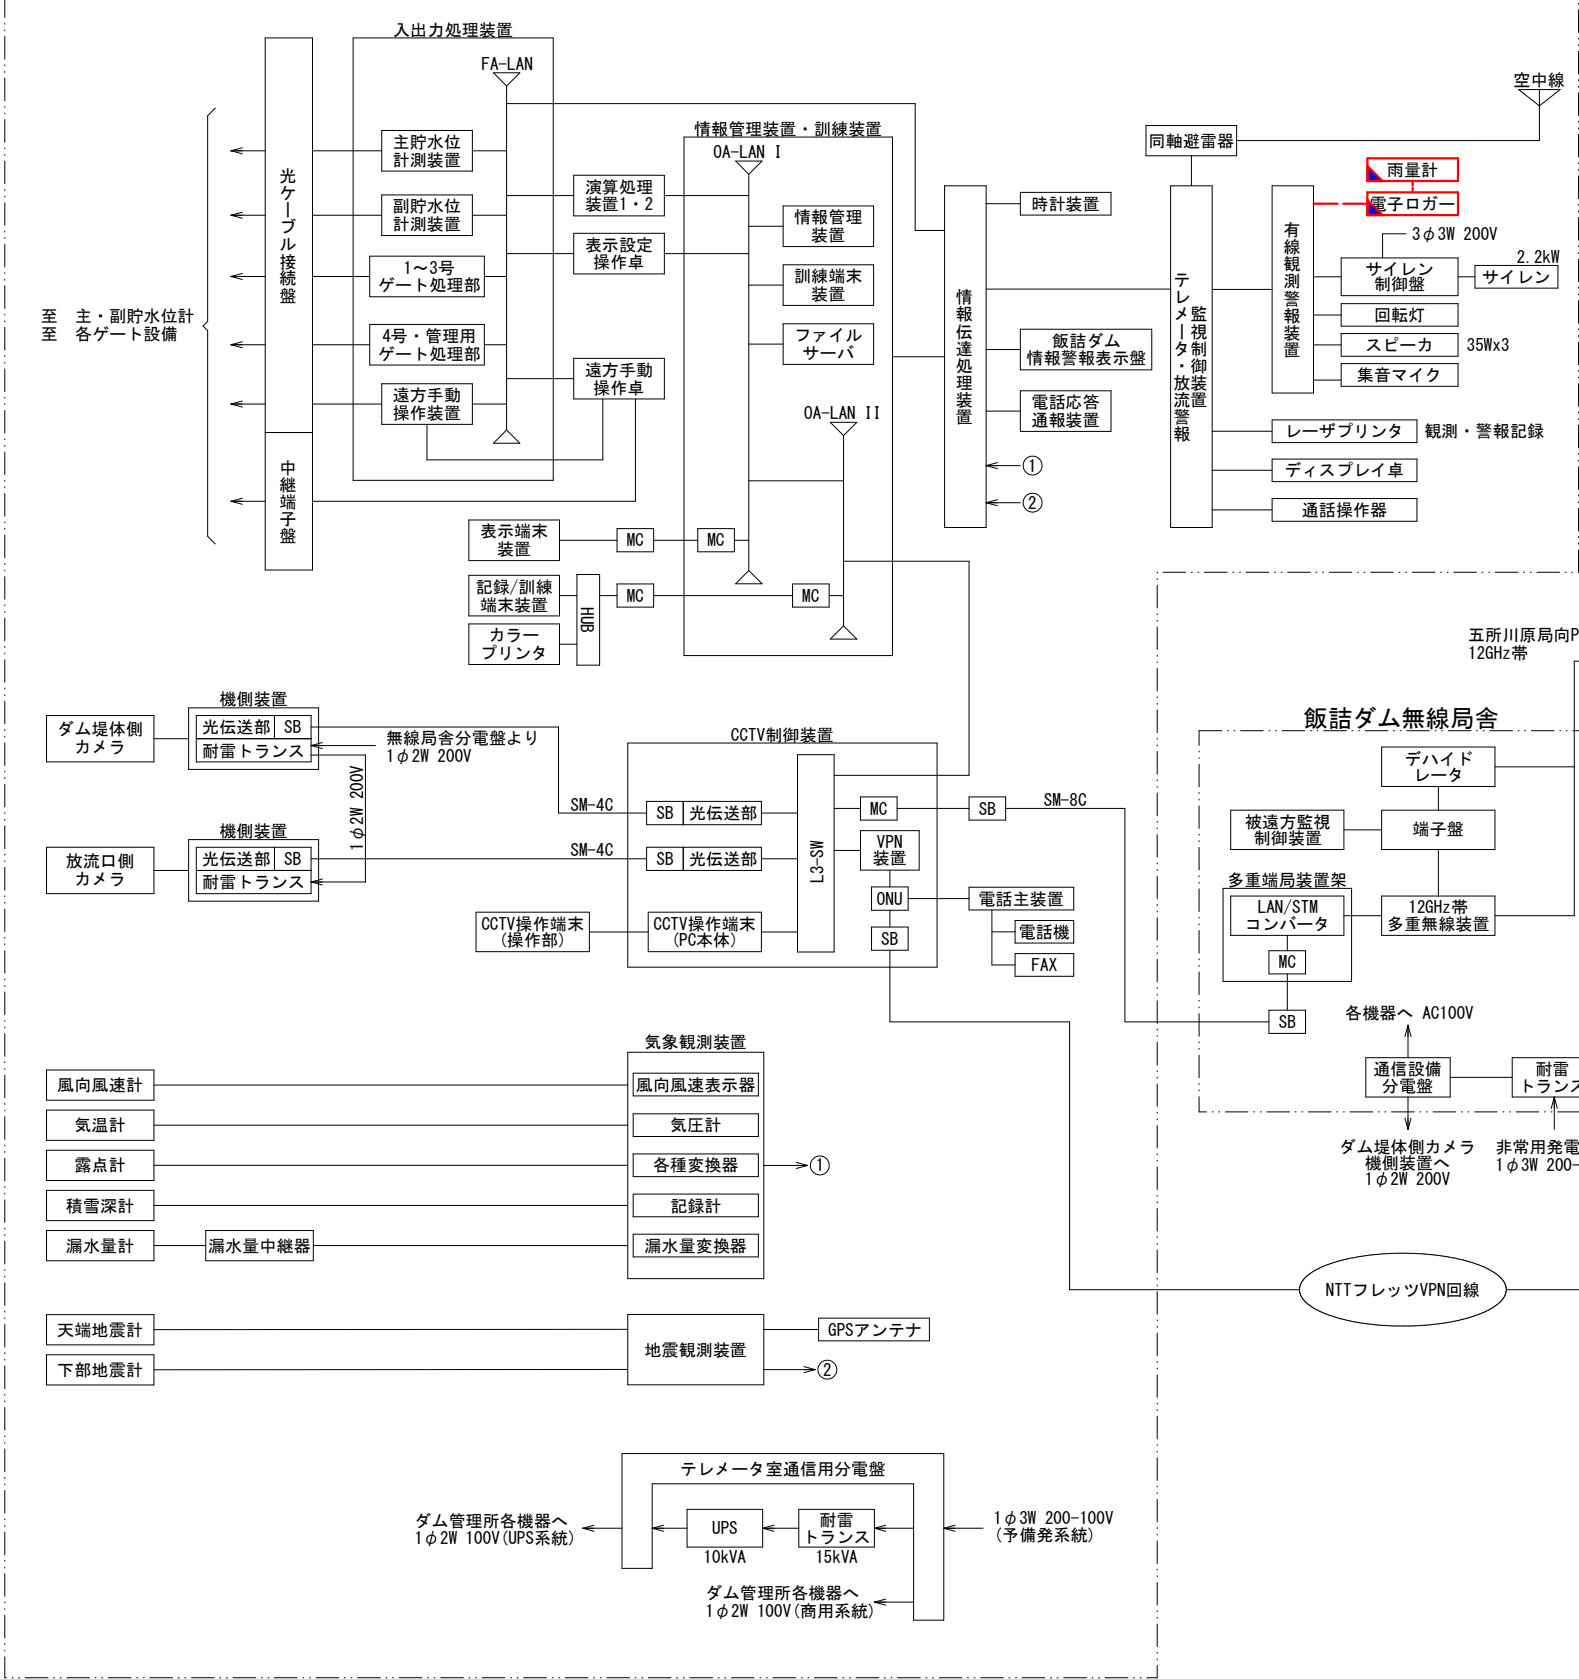 入出力処理装置
FA-LAN
空中線
光ケーブル接続盤
主貯水位
計測装置
副貯水位
計測装置
1～3号
ゲート処理部
4号・管理用
ゲート処理部
遠方手動
操作装置
至　主・副貯水位計
至　各ゲート設備
中継端子盤
情報管理装置・訓練装置
OA-LAN I
演算処理
装置1・2
表示設定
操作卓
遠方手動
操作卓
情報管理
装置
訓練端末
装置
ファイル
サーバ
OA-LAN II
表示端末
装置
MC
MC
記録/訓練
端末装置
HUB
MC
MC
カラー
プリンタ
情報伝達処理装置
時計装置
飯詰ダム
情報警報表示盤
電話応答
通報装置
①
②
同軸避雷器
監視制御装置
テレメータ・放流警報
有線観測警報装置
雨量計
電子ロガー
3φ3W 200V
サイレン
制御盤
2.2kW
サイレン
回転灯
スピーカ
35Wx3
集音マイク
レーザプリンタ
観測・警報記録
ディスプレイ卓
通話操作器
五所川原局向P
12GHz帯
飯詰ダム無線局舎
デハイド
レータ
被遠方監視
制御装置
端子盤
多重端局装置架
LAN/STM
コンバータ
12GHz帯
多重無線装置
MC
SB
各機器へ AC100V
通信設備
分電盤
耐雷
トランス
ダム堤体側カメラ
機側装置へ
1φ2W 200V
非常用発電
1φ3W 200-
ダム堤体側
カメラ
機側装置
光伝送部
SB
耐雷トランス
無線局舎分電盤より
1φ2W 200V
1φ2W 200V
放流口側
カメラ
機側装置
光伝送部
SB
耐雷トランス
SM-4C
SM-4C
CCTV制御装置
SB
光伝送部
SB
光伝送部
L3-SW
MC
SB
SM-8C
VPN
装置
ONU
SB
電話主装置
電話機
FAX
CCTV操作端末
(操作部)
CCTV操作端末
(PC本体)
気象観測装置
風向風速計
風向風速表示器
気温計
気圧計
露点計
各種変換器
①
積雪深計
記録計
漏水量計
漏水量中継器
漏水量変換器
NTTフレッツVPN回線
天端地震計
下部地震計
地震観測装置
GPSアンテナ
②
テレメータ室通信用分電盤
ダム管理所各機器へ
1φ2W 100V(UPS系統)
UPS
10kVA
耐雷
トランス
15kVA
1φ3W 200-100V
(予備発系統)
ダム管理所各機器へ
1φ2W 100V(商用系統)